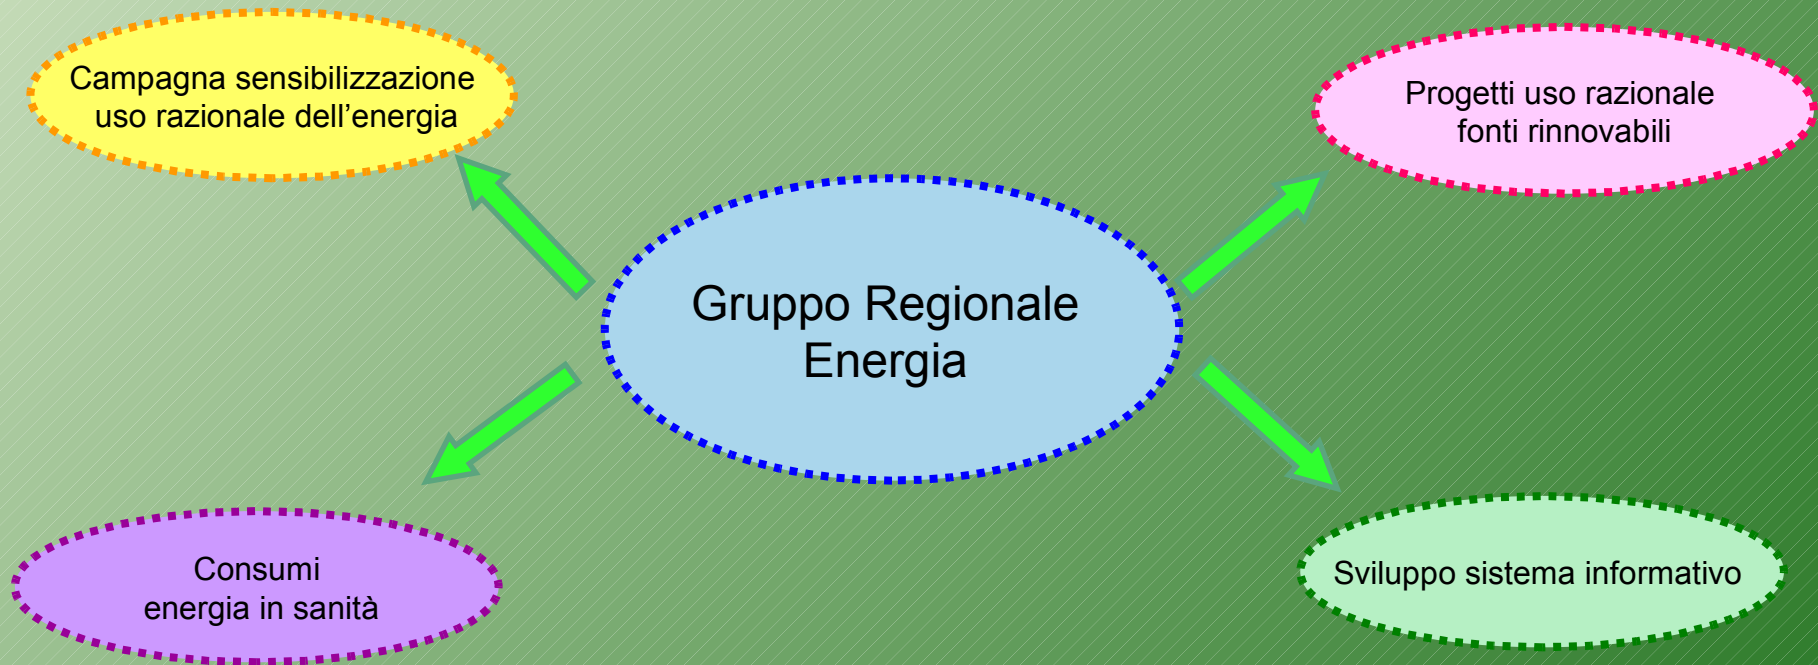 Campagna sensibilizzazione
uso razionale dell’energia
Progetti uso razionale
fonti rinnovabili
Gruppo Regionale
Energia
Consumi
energia in sanità
Sviluppo sistema informativo